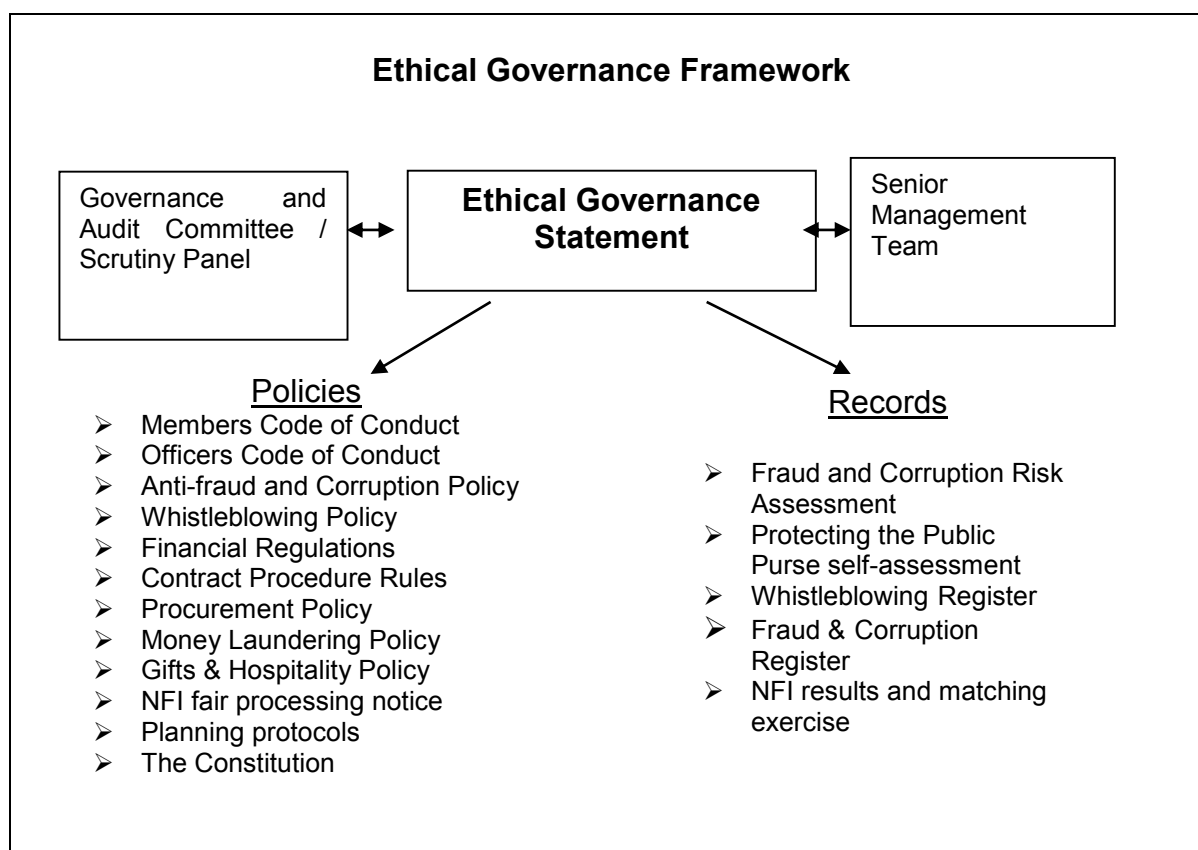 Ethical Governance Framework
Governance and
Audit Committee /
Scrutiny Panel
Ethical Governance
Statement
Senior
Management
Team
Policies
➢ Members Code of Conduct
➢ Officers Code of Conduct
➢ Anti-fraud and Corruption Policy
➢ Whistleblowing Policy
➢ Financial Regulations
➢ Contract Procedure Rules
➢ Procurement Policy
➢ Money Laundering Policy
➢ Gifts & Hospitality Policy
➢ NFI fair processing notice
➢ Planning protocols
➢ The Constitution
Records
➢ Fraud and Corruption Risk
Assessment
➢ Protecting the Public
Purse self-assessment
➢ Whistleblowing Register
➢ Fraud & Corruption
Register
➢ NFI results and matching
exercise